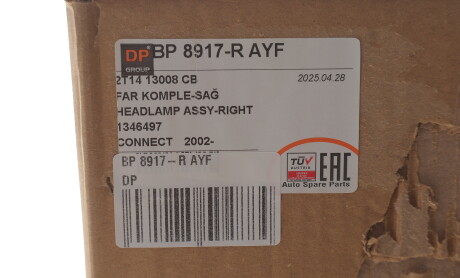 DP GROUP
BP 8917-R AYF
2T14 13008 CB
2025.04.28
FAR KOMPLE-SAĞ
HEADLAMP ASSY-RIGHT
1346497
CONNECT 2002-
BP 8917-R AYF
DP
TÜV
AUSTRIA
EAC
Auto Spare Parts